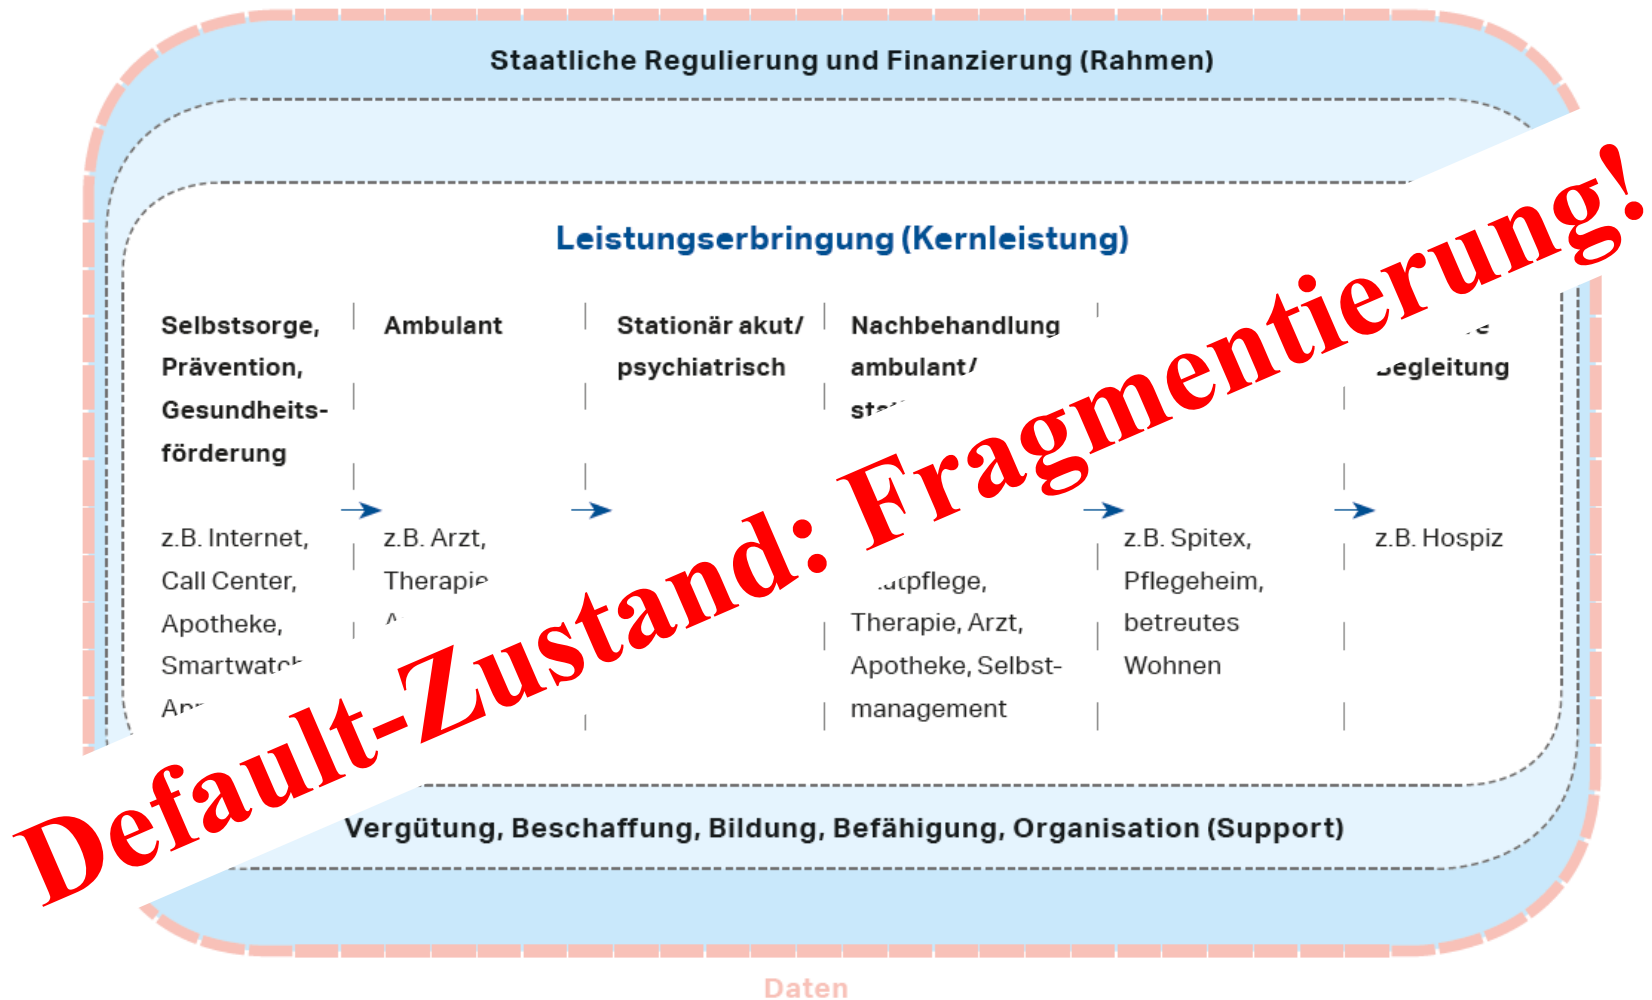 Staatliche Regulierung und Finanzierung (Rahmen)
Leistungserbringung (Kernleistung)
Selbstsorge,
Prävention,
Gesundheits-
förderung
Ambulant
Stationär akut/
psychiatrisch
Nachbehandlung
ambulant/
Begleitung
z.B. Internet,
Call Center,
Apotheke,
Smartwatch
z.B. Arzt,
Therapie
Therapie, Arzt,
Apotheke, Selbst-
management
z.B. Spitex,
Pflegeheim,
betreutes
Wohnen
z.B. Hospiz
Default-Zustand: Fragmentierung!
Vergütung, Beschaffung, Bildung, Befähigung, Organisation (Support)
Daten